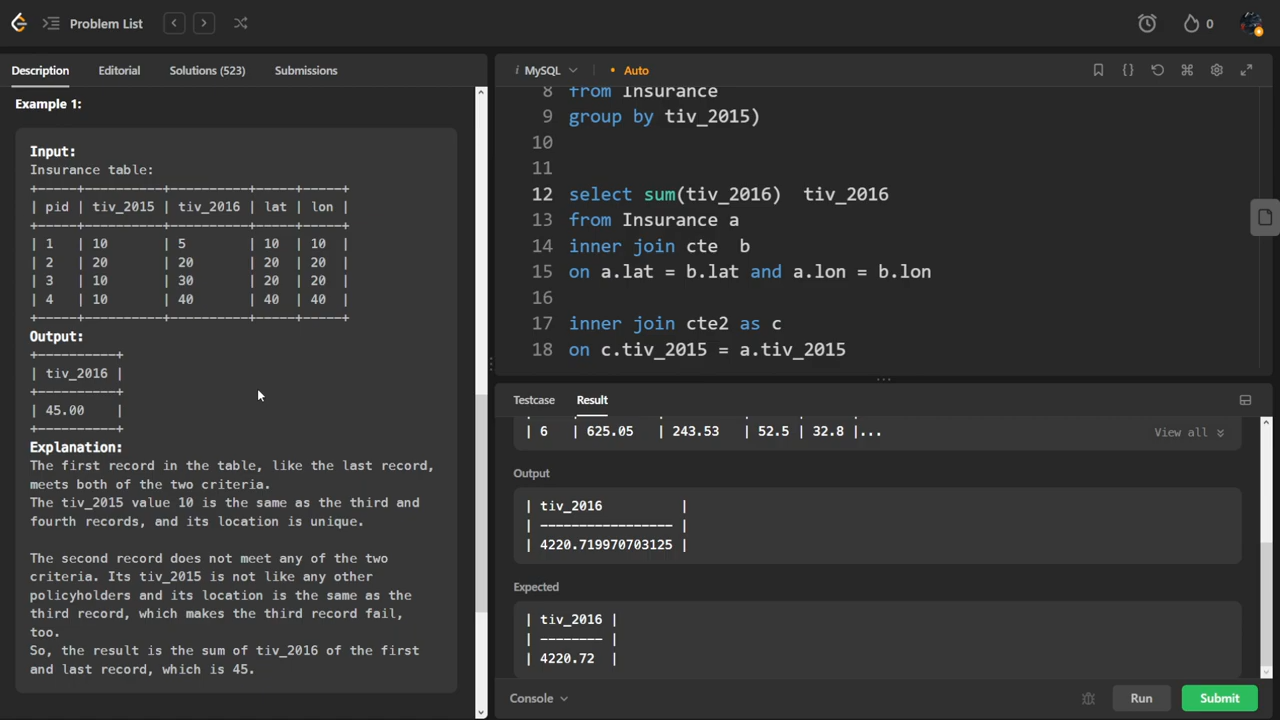 Problem List
0
Description
Editorial
Solutions (523)
Submissions
Example 1:
Input:
Insurance table:
+-----+----------+----------+-----+-----+
| pid | tiv_2015 | tiv_2016 | lat | lon |
+-----+----------+----------+-----+-----+
| 1   | 10       | 5        | 10  | 10  |
| 2   | 20       | 20       | 20  | 20  |
| 3   | 10       | 30       | 20  | 20  |
| 4   | 10       | 40       | 40  | 40  |
+-----+----------+----------+-----+-----+
Output:
+----------+
| tiv_2016 |
+----------+
| 45.00    |
+----------+
Explanation:
The first record in the table, like the last record,
meets both of the two criteria.
The tiv_2015 value 10 is the same as the third and
fourth records, and its location is unique.
The second record does not meet any of the two
criteria. Its tiv_2015 is not like any other
policyholders and its location is the same as the
third record, which makes the third record fail,
too.
So, the result is the sum of tiv_2016 of the first
and last record, which is 45.
i MySQL
Auto
8 from Insurance
9 group by tiv_2015)
10
11
12 select sum(tiv_2016)  tiv_2016
13 from Insurance a
14 inner join cte  b
15 on a.lat = b.lat and a.lon = b.lon
16
17 inner join cte2 as c
18 on c.tiv_2015 = a.tiv_2015
Testcase
Result
| 6   | 625.05   | 243.53   | 52.5 | 32.8 |...
View all
Output
| tiv_2016          |
| ----------------- |
| 4220.719970703125 |
Expected
| tiv_2016 |
| -------- |
| 4220.72  |
Console
Run
Submit